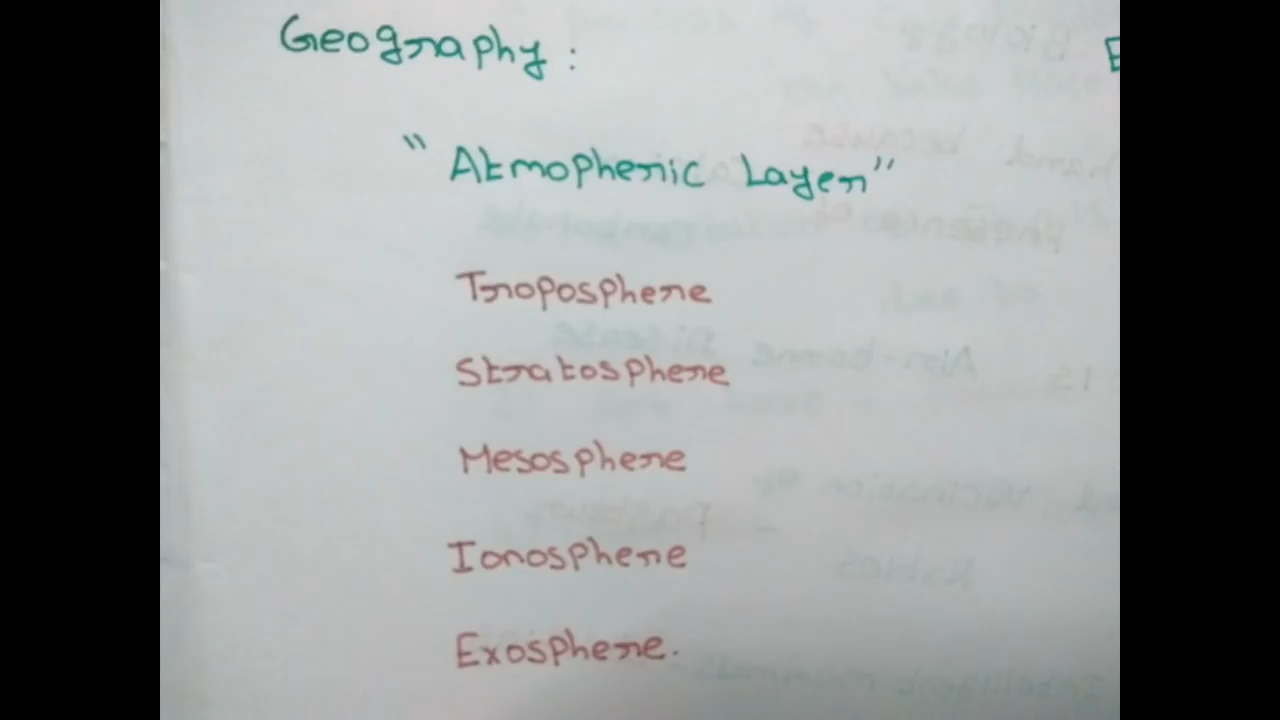 Geography :
" Atmopheric Layer"
Troposphere
Stratosphere
Mesosphere
Ionosphere
Exosphere.